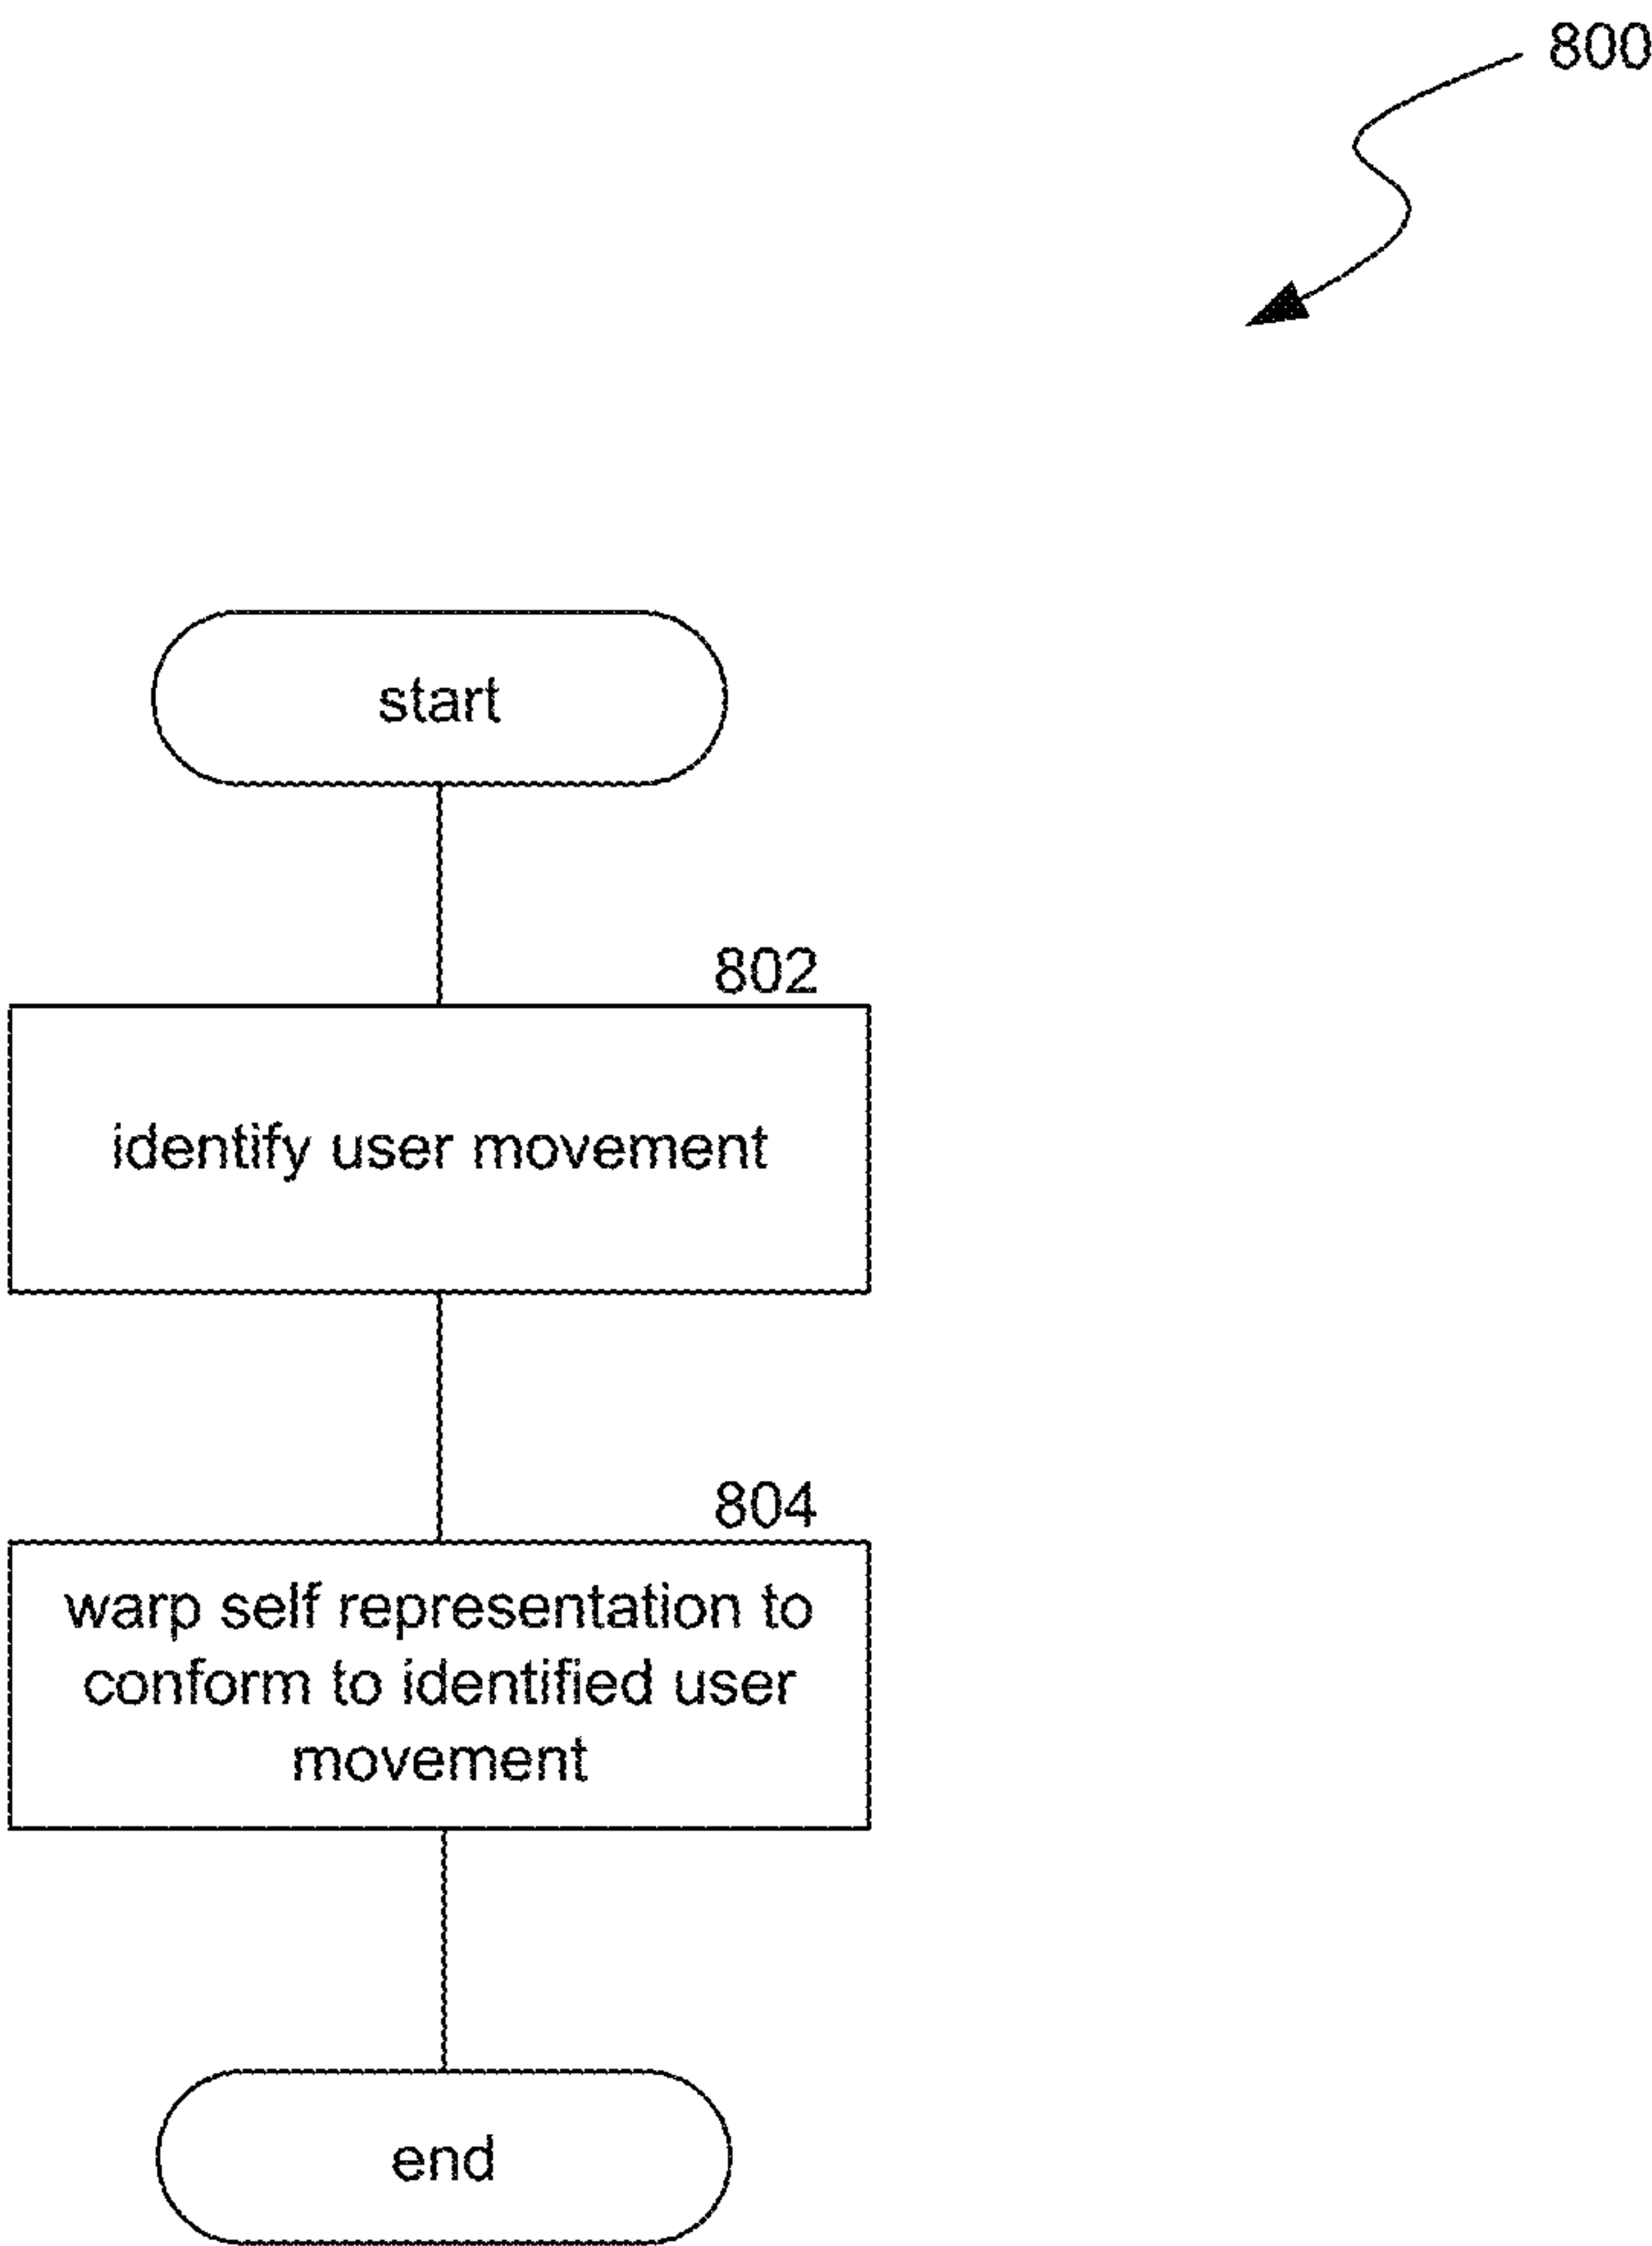 800
start
802
identify user movement
804
warp self representation to
conform to identified user
movement
end